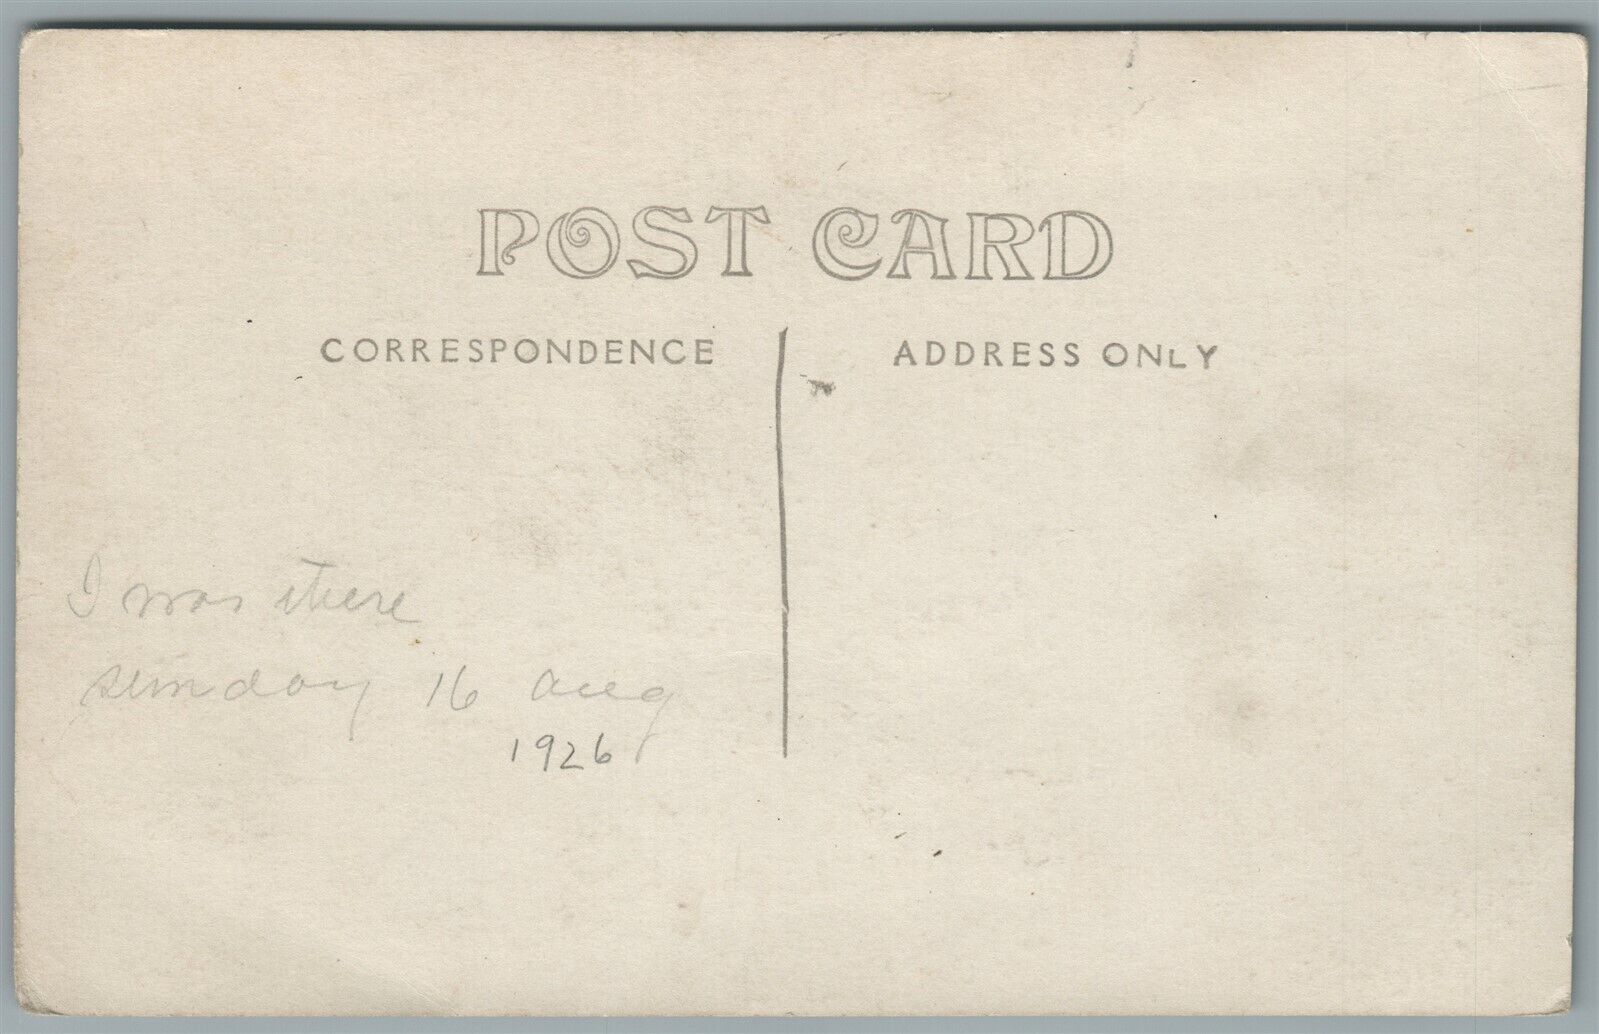 POST CARD
CORRESPONDENCE
ADDRESS ONLY
I was there
sunday 16 aug
1926